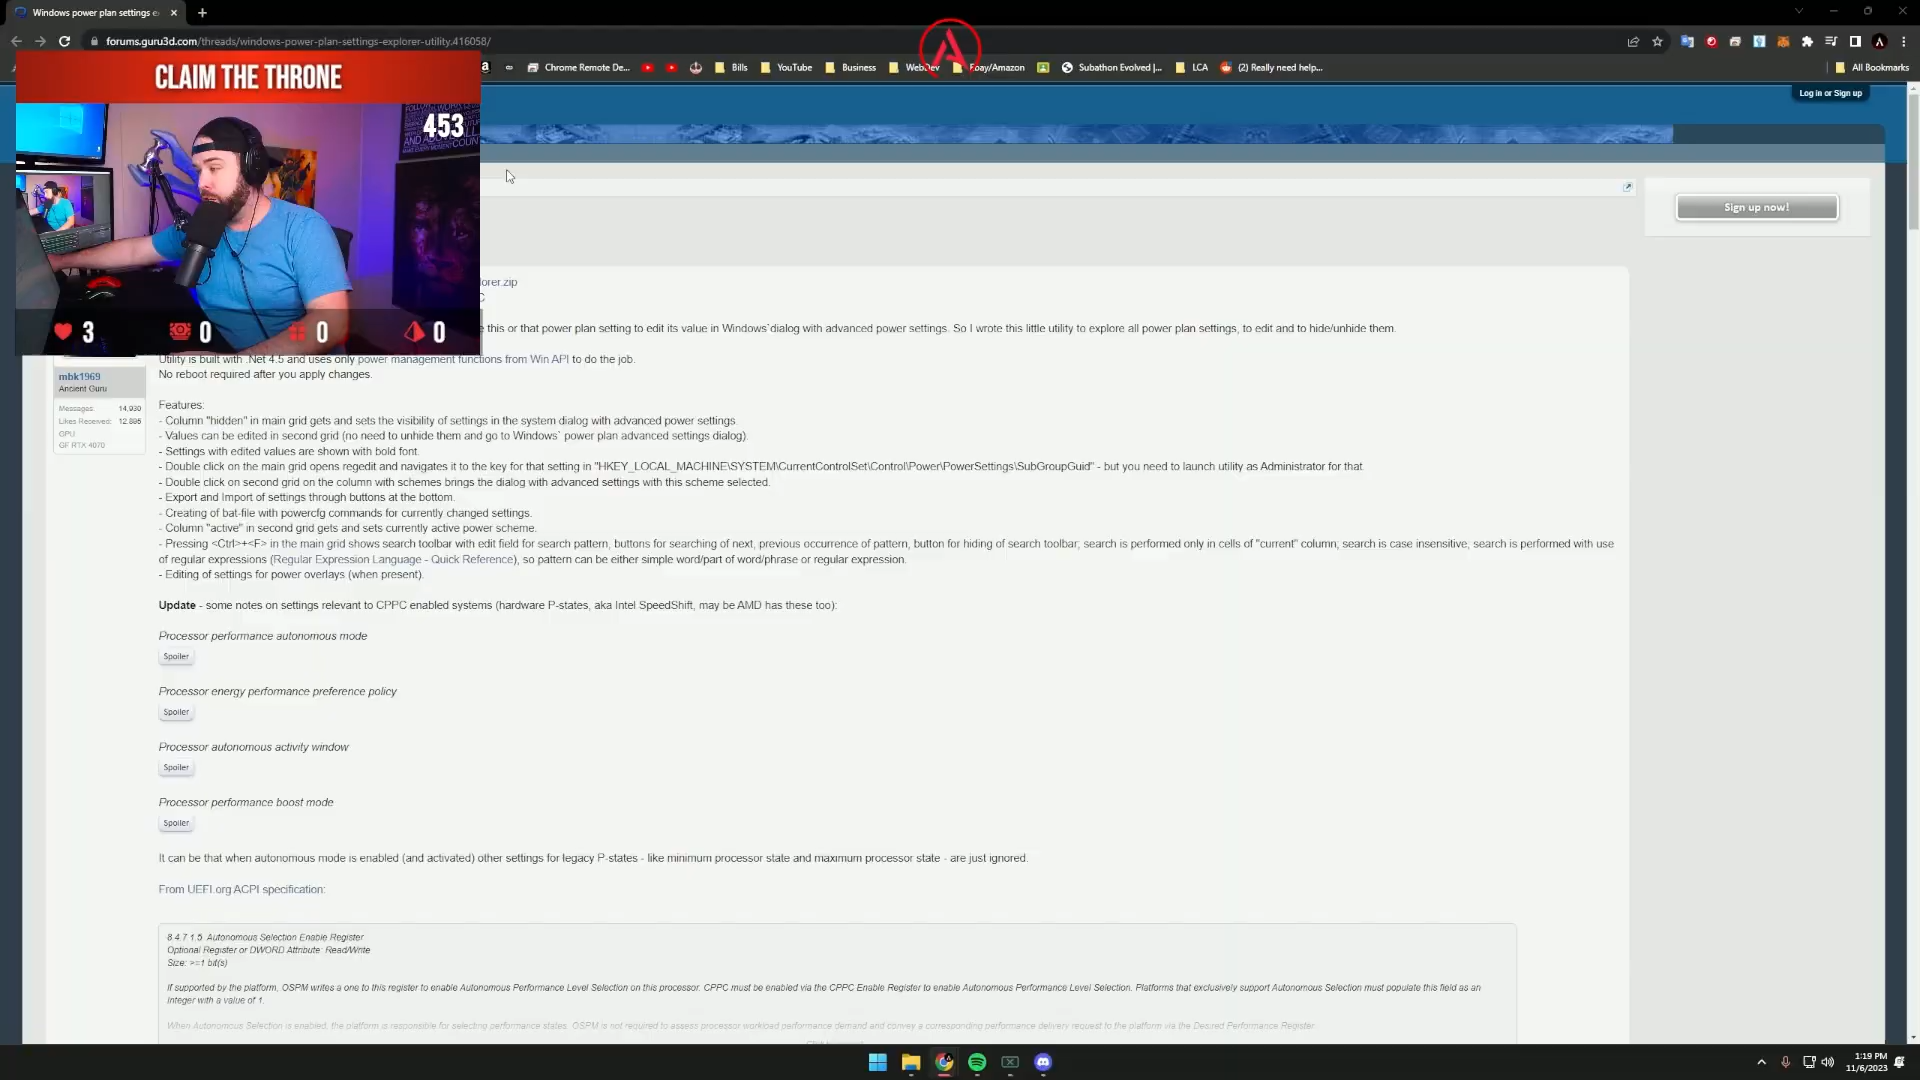 Windows power plan settings e
forums.guru3d.com/threads/windows-power-plan-settings-explorer-utility.416058/
Chrome Remote De...
Bills
YouTube
Business
WebDev
Ebay/Amazon
Subathon Evolved |...
LCA
(2) Really need help...
All Bookmarks
CLAIM THE THRONE
453
3
0
0
0
Log in or Sign up
Sign up now!
lorer.zip
e this or that power plan setting to edit its value in Windows`dialog with advanced power settings. So I wrote this little utility to explore all power plan settings, to edit and to hide/unhide them.
Utility is built with .Net 4.5 and uses only power management functions from Win API to do the job.
No reboot required after you apply changes.
mbk1969
Ancient Guru
Messages: 14,930
Likes Received: 12,895
GPU
GF RTX 4070
Features:
- Column "hidden" in main grid gets and sets the visibility of settings in the system dialog with advanced power settings.
- Values can be edited in second grid (no need to unhide them and go to Windows` power plan advanced settings dialog).
- Settings with edited values are shown with bold font.
- Double click on the main grid opens regedit and navigates it to the key for that setting in "HKEY_LOCAL_MACHINE\SYSTEM\CurrentControlSet\Control\Power\PowerSettings\SubGroupGuid" - but you need to launch utility as Administrator for that.
- Double click on second grid on the column with schemes brings the dialog with advanced settings with this scheme selected.
- Export and Import of settings through buttons at the bottom.
- Creating of bat-file with powercfg commands for currently changed settings.
- Column "active" in second grid gets and sets currently active power scheme.
- Pressing <Ctrl>+<F> in the main grid shows search toolbar with edit field for search pattern, buttons for searching of next, previous occurrence of pattern, button for hiding of search toolbar; search is performed only in cells of "current" column; search is case insensitive; search is performed with use
of regular expressions (Regular Expression Language - Quick Reference), so pattern can be either simple word/part of word/phrase or regular expression.
- Editing of settings for power overlays (when present).
Update - some notes on settings relevant to CPPC enabled systems (hardware P-states, aka Intel SpeedShift, may be AMD has these too):
Processor performance autonomous mode
Spoiler
Processor energy performance preference policy
Spoiler
Processor autonomous activity window
Spoiler
Processor performance boost mode
Spoiler
It can be that when autonomous mode is enabled (and activated) other settings for legacy P-states - like minimum processor state and maximum processor state - are just ignored.
From UEFI.org ACPI specification:
8.4.7.1.5. Autonomous Selection Enable Register
Optional Register or DWORD Attribute: Read/Write
Size: >=1 bit(s)
If supported by the platform, OSPM writes a one to this register to enable Autonomous Performance Level Selection on this processor. CPPC must be enabled via the CPPC Enable Register to enable Autonomous Performance Level Selection. Platforms that exclusively support Autonomous Selection must populate this field as an
Integer with a value of 1.
When Autonomous Selection is enabled, the platform is responsible for selecting performance states. OSPM is not required to assess processor workload performance demand and convey a corresponding performance delivery request to the platform via the Desired Performance Register.
1:19 PM
11/6/2023